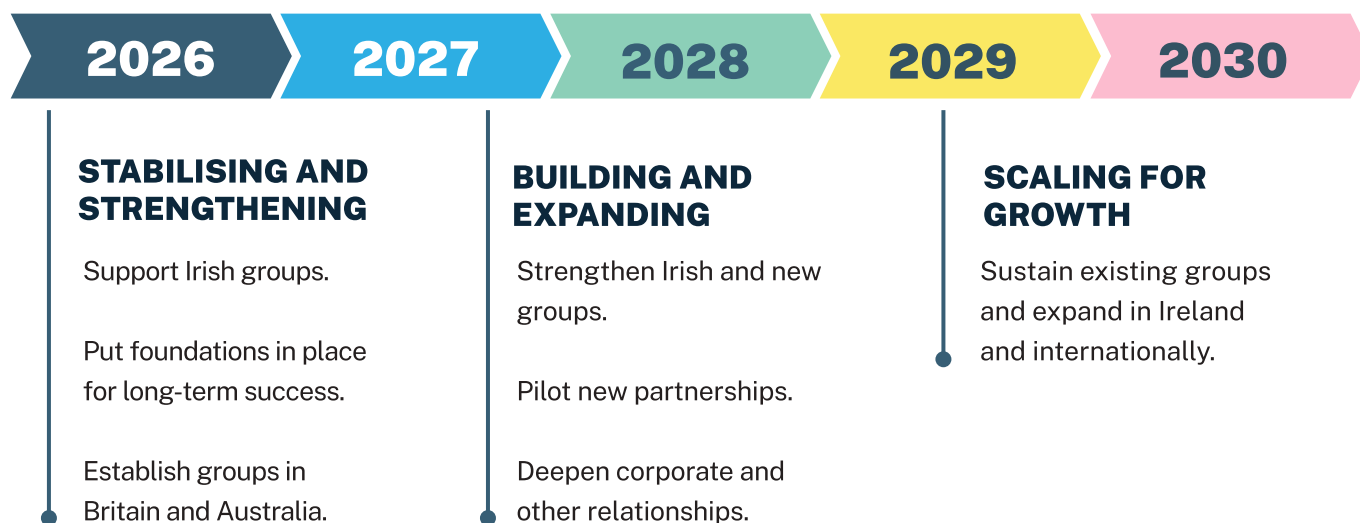 2026
2027
2028
2029
2030
STABILISING AND
STRENGTHENING
Support Irish groups.
Put foundations in place
for long-term success.
Establish groups in
Britain and Australia.
BUILDING AND
EXPANDING
Strengthen Irish and new
groups.
Pilot new partnerships.
Deepen corporate and
other relationships.
SCALING FOR
GROWTH
Sustain existing groups
and expand in Ireland
and internationally.